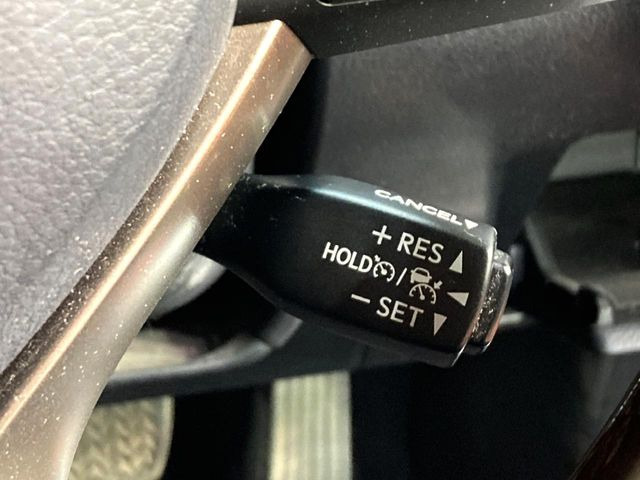 CANCEL▼
+ RES ▲
HOLD / ◀
− SET ▼